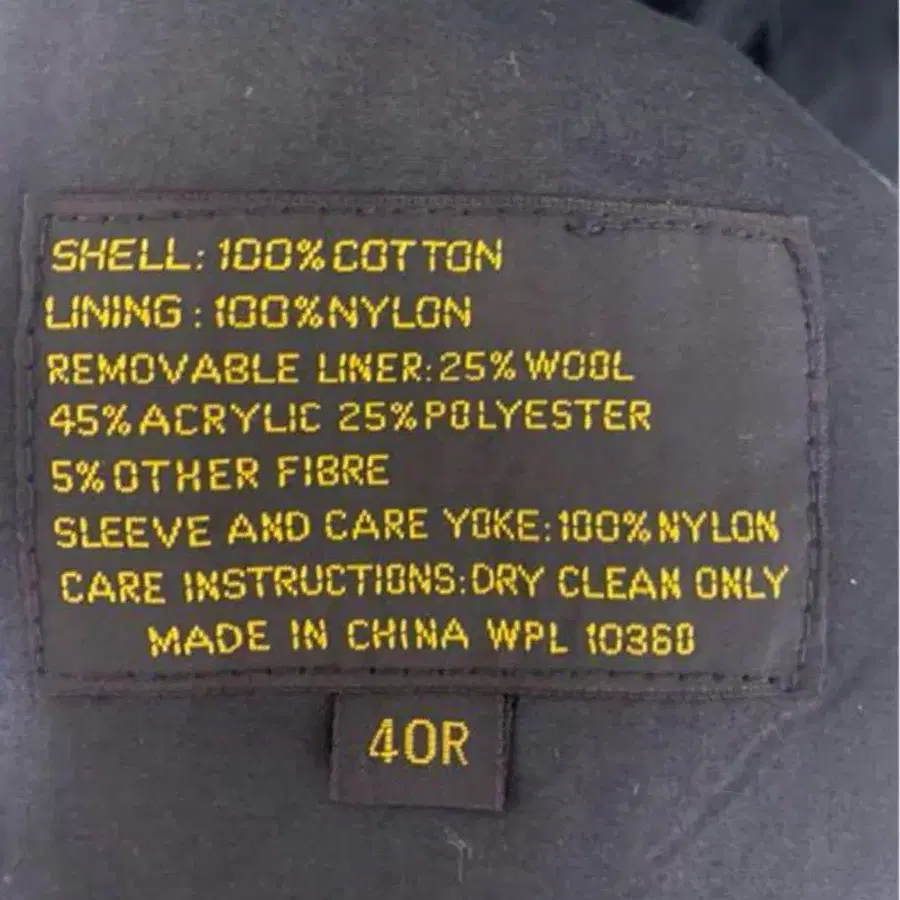 SHELL: 100% COTTON
LINING: 100% NYLON
REMOVABLE LINER: 25% WOOL
45% ACRYLIC 25% POLYESTER
5% OTHER FIBRE
SLEEVE AND CARE YOKE: 100% NYLON
CARE INSTRUCTIONS: DRY CLEAN ONLY
MADE IN CHINA WPL 10360
40R